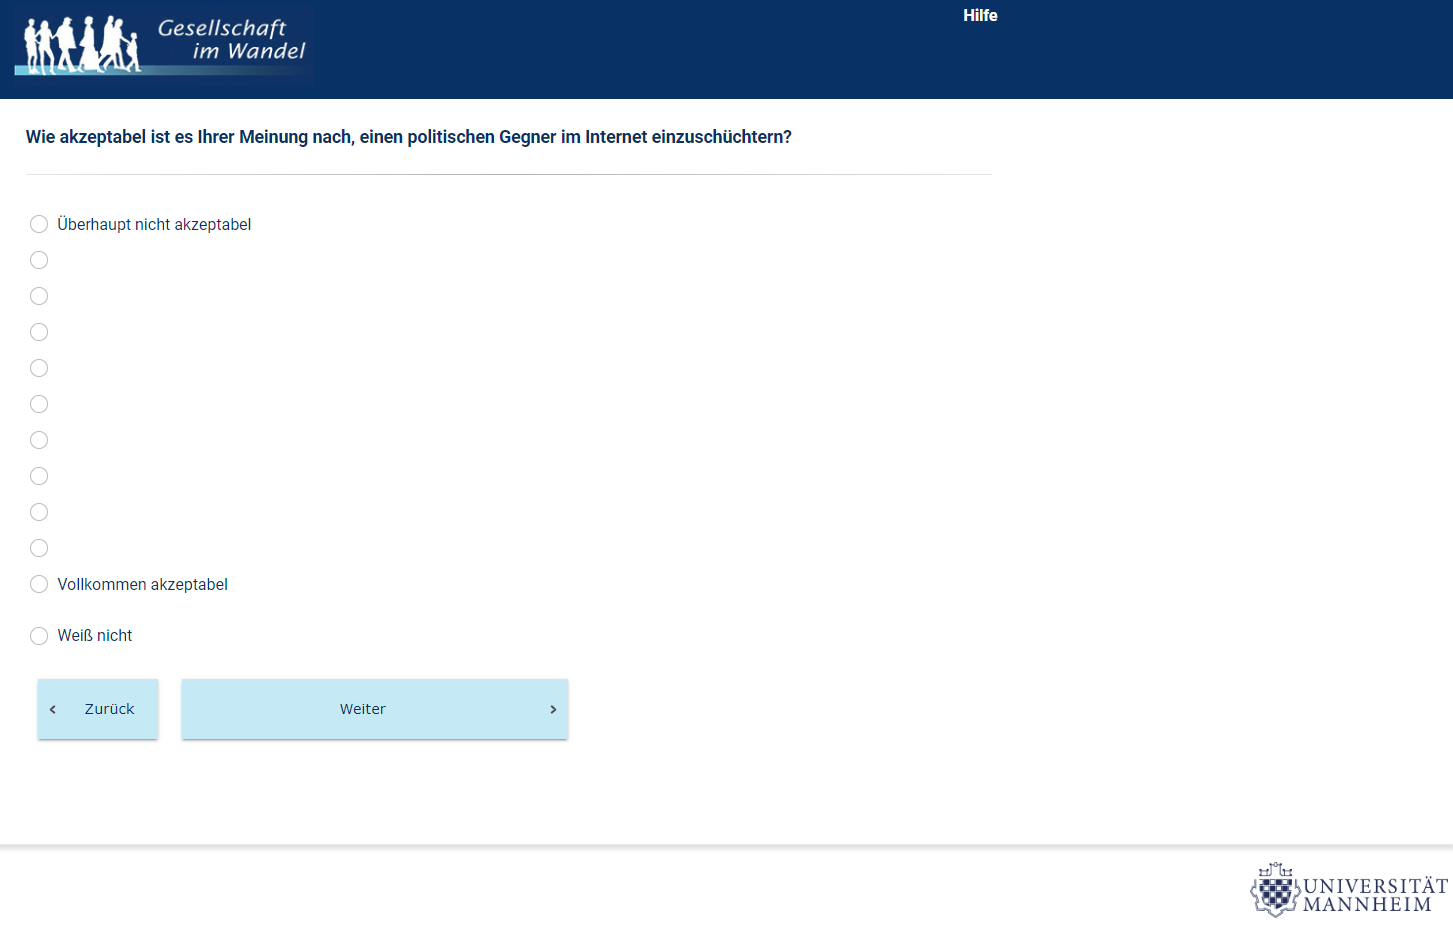 Gesellschaft
im Wandel
Hilfe
Wie akzeptabel ist es Ihrer Meinung nach, einen politischen Gegner im Internet einzuschüchtern?
Überhaupt nicht akzeptabel
Vollkommen akzeptabel
Weiß nicht
‹ Zurück
Weiter ›
UNIVERSITÄT
MANNHEIM